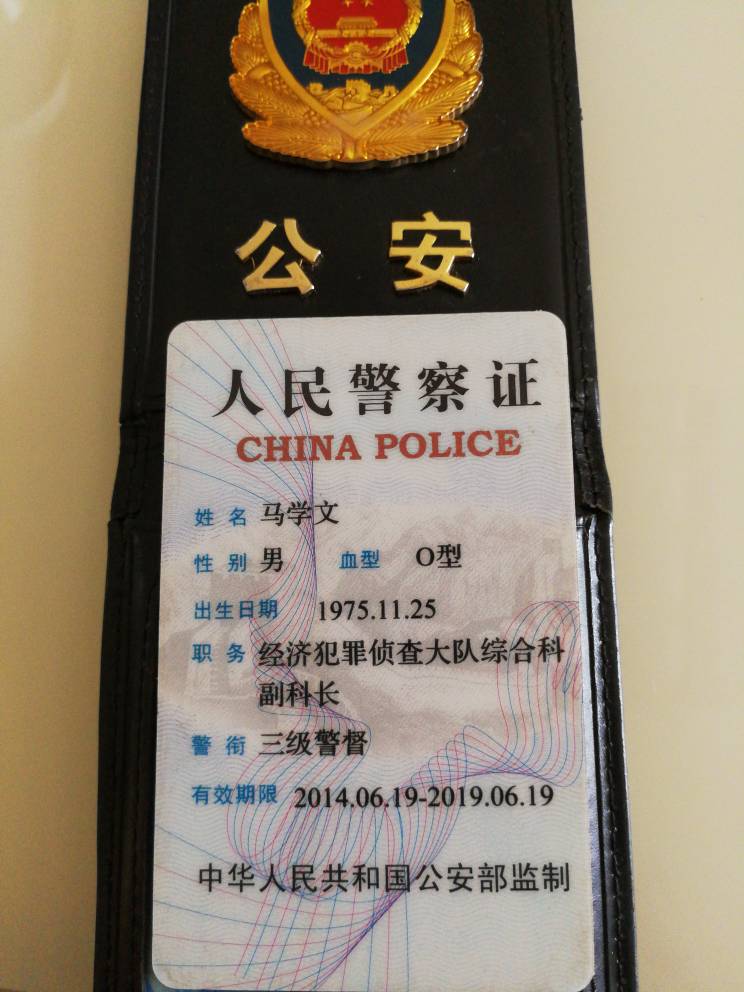 公安
人民警察证
CHINA POLICE
姓名 马学文
性别 男 血型 O型
出生日期 1975.11.25
职务 经济犯罪侦查大队综合科
副科长
警衔 三级警督
有效期限 2014.06.19-2019.06.19
中华人民共和国公安部监制